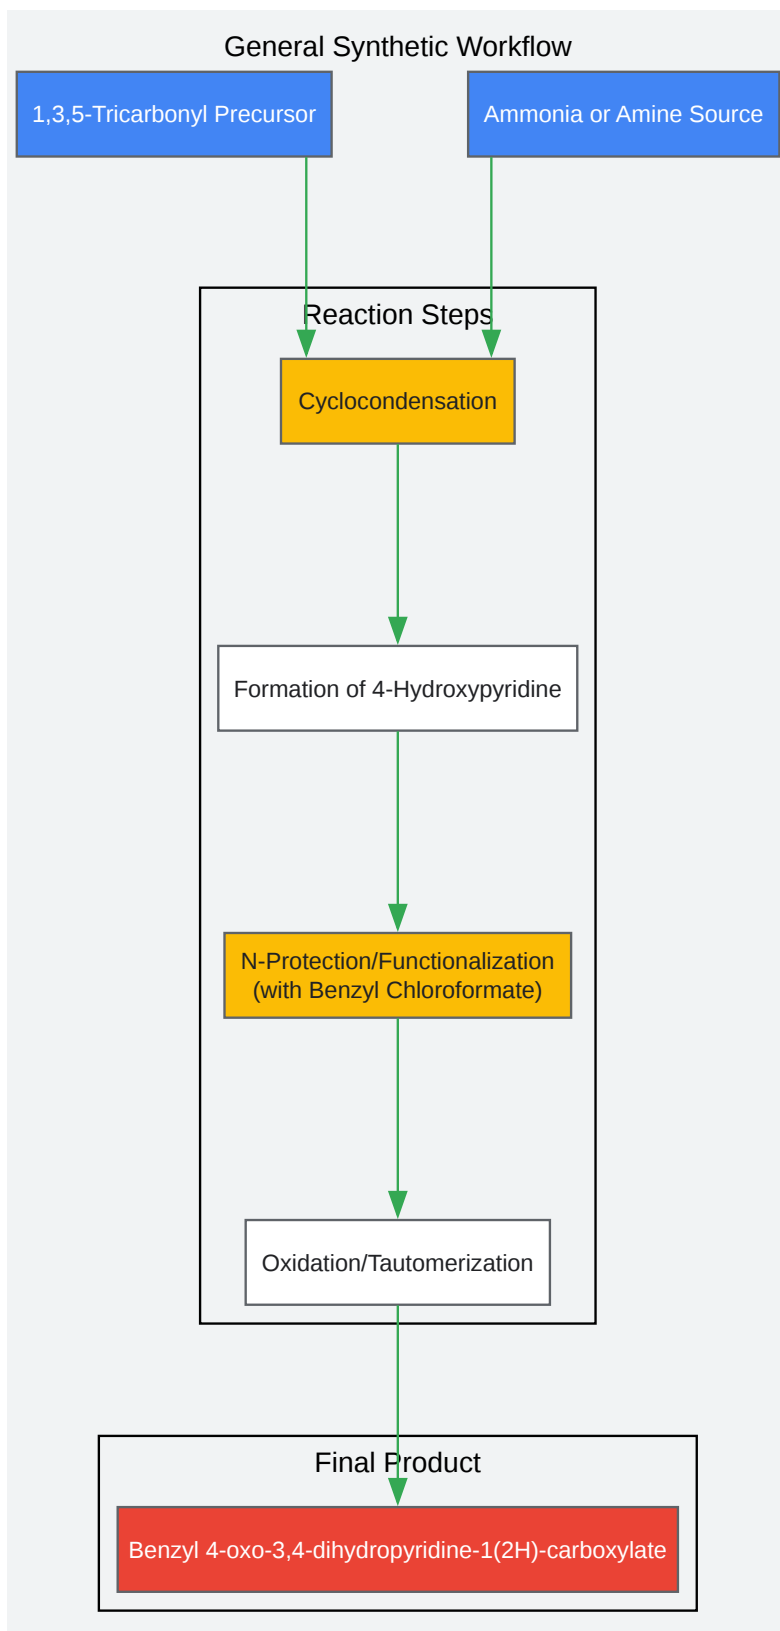 General Synthetic Workflow
1,3,5-Tricarbonyl Precursor
Ammonia or Amine Source
Reaction Steps
Cyclocondensation
Formation of 4-Hydroxypyridine
N-Protection/Functionalization
(with Benzyl Chloroformate)
Oxidation/Tautomerization
Final Product
Benzyl 4-oxo-3,4-dihydropyridine-1(2H)-carboxylate